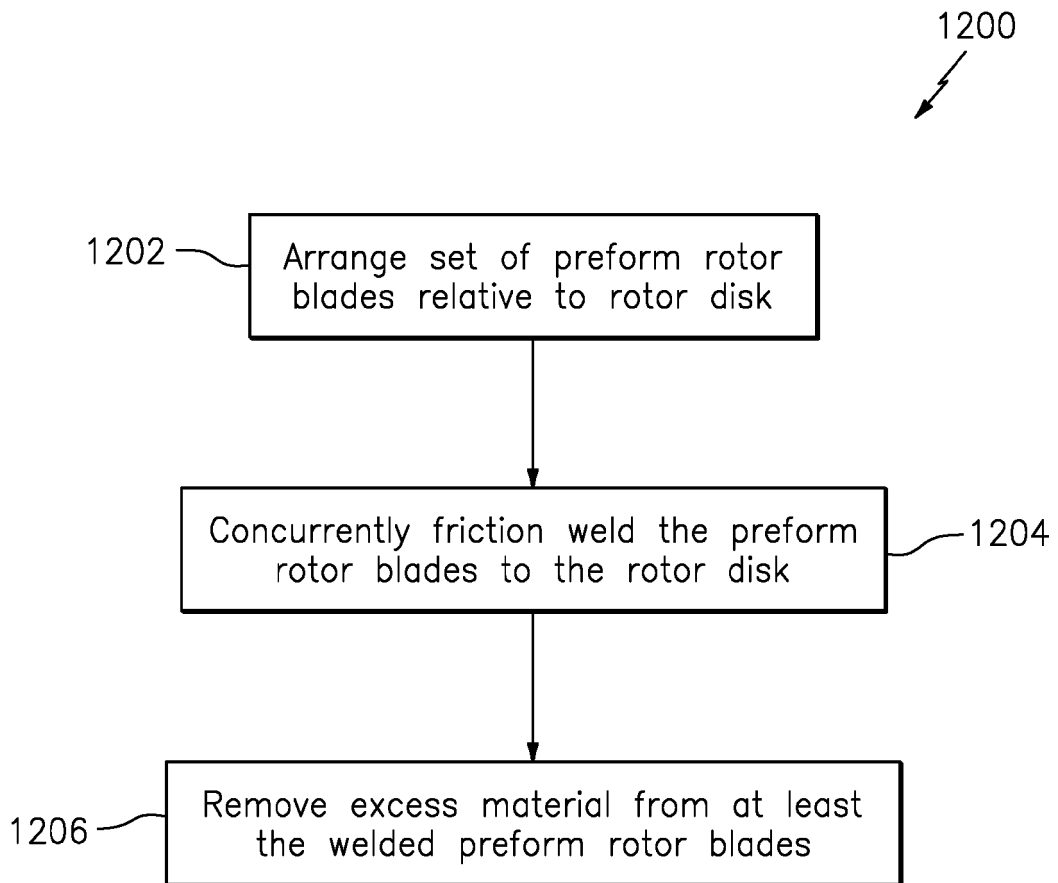 1200
1202
Arrange set of preform rotor
blades relative to rotor disk
Concurrently friction weld the preform
rotor blades to the rotor disk
1204
Remove excess material from at least
the welded preform rotor blades
1206